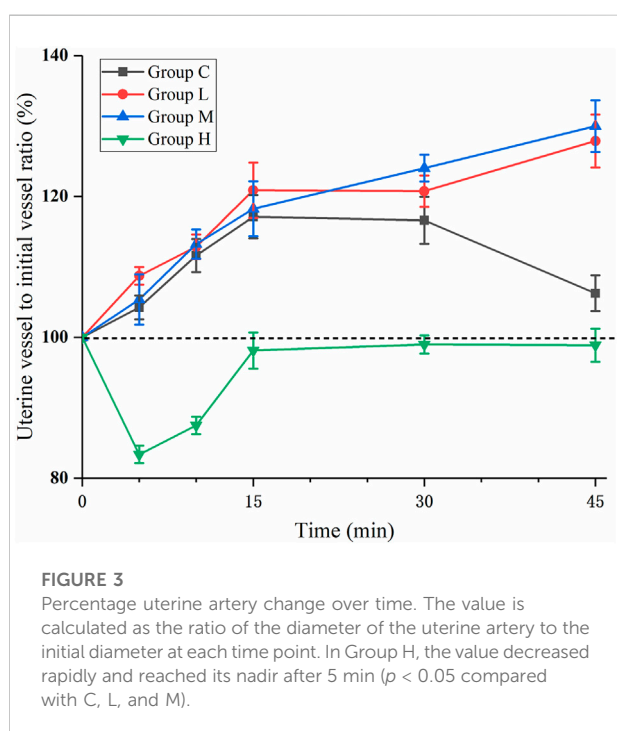 140
120
100
80
Uterine vessel to initial vessel ratio (%)
Group C
Group L
Group M
Group H
0
15
30
45
Time (min)
FIGURE 3
Percentage uterine artery change over time. The value is
calculated as the ratio of the diameter of the uterine artery to the
initial diameter at each time point. In Group H, the value decreased
rapidly and reached its nadir after 5 min (p < 0.05 compared
with C, L, and M).